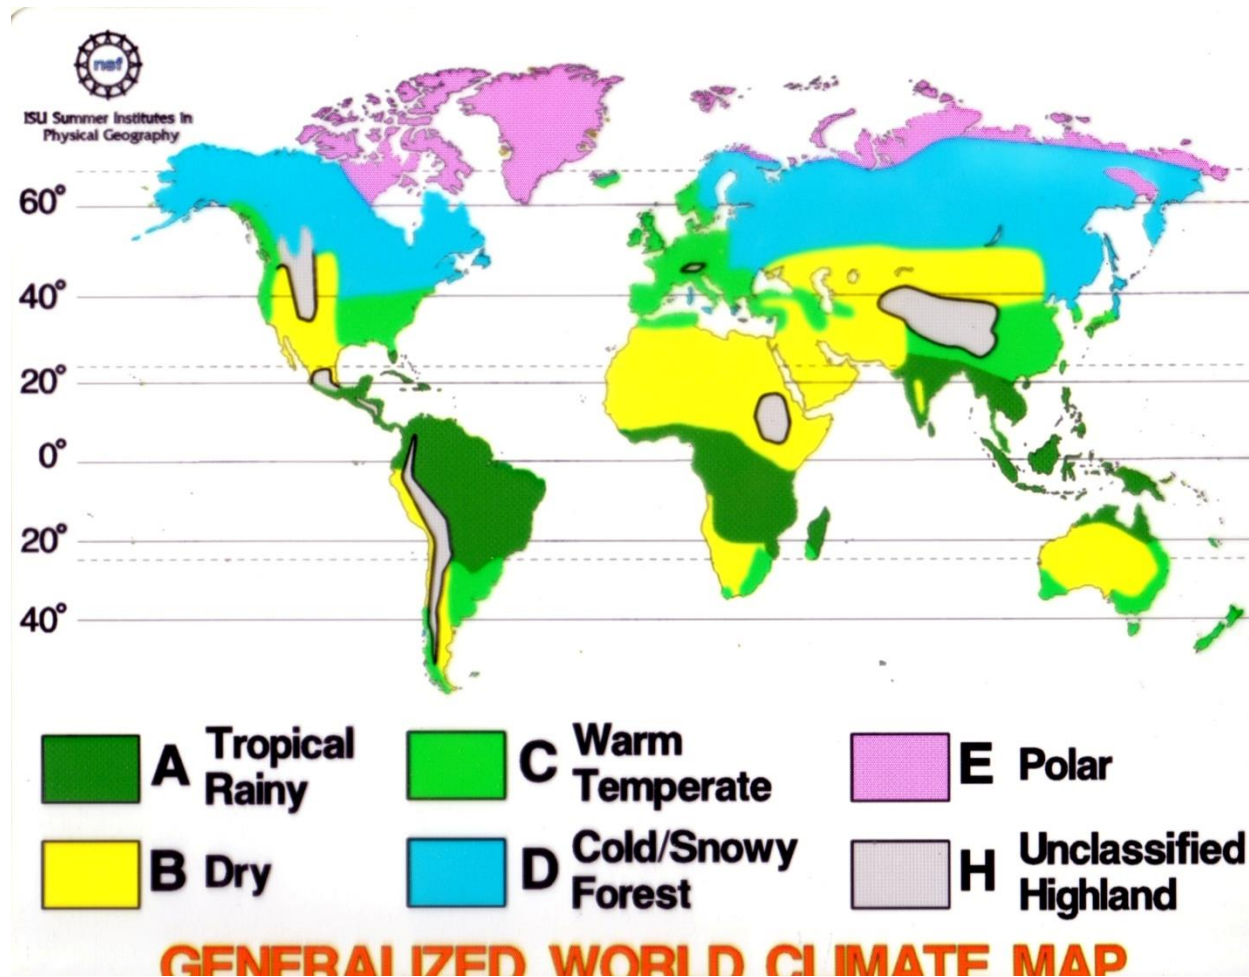 nsf
ISU Summer Institutes in
Physical Geography
60°
40°
20°
0°
20°
40°
A Tropical
Rainy
B Dry
C Warm
Temperate
D Cold/Snowy
Forest
E Polar
H Unclassified
Highland
GENERALIZED WORLD CLIMATE MAP